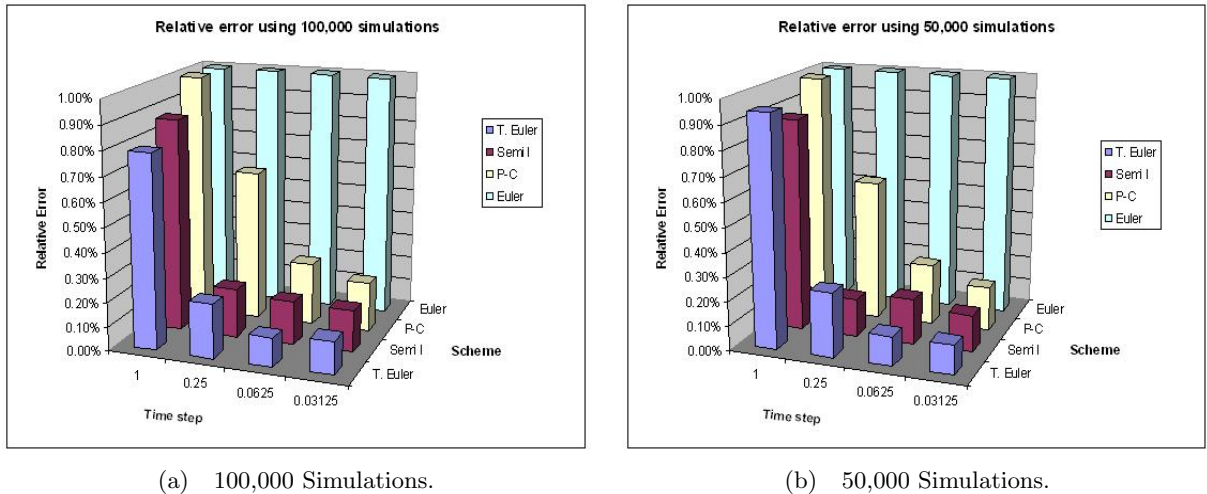 Relative error using 100,000 simulations
1.00%
0.90%
0.80%
0.70%
0.60%
0.50%
0.40%
0.30%
0.20%
0.10%
0.00%
Relative Error
1
0.25
0.0625
0.03125
Time step
Euler
P-C
Semi I
T. Euler
Scheme
T. Euler
Semi I
P-C
Euler
(a) 100,000 Simulations.
Relative error using 50,000 simulations
1.00%
0.90%
0.80%
0.70%
0.60%
0.50%
0.40%
0.30%
0.20%
0.10%
0.00%
Relative Error
1
0.25
0.0625
0.03125
Time step
Euler
P-C
Semi I
T. Euler
Scheme
T. Euler
Semi I
P-C
Euler
(b) 50,000 Simulations.